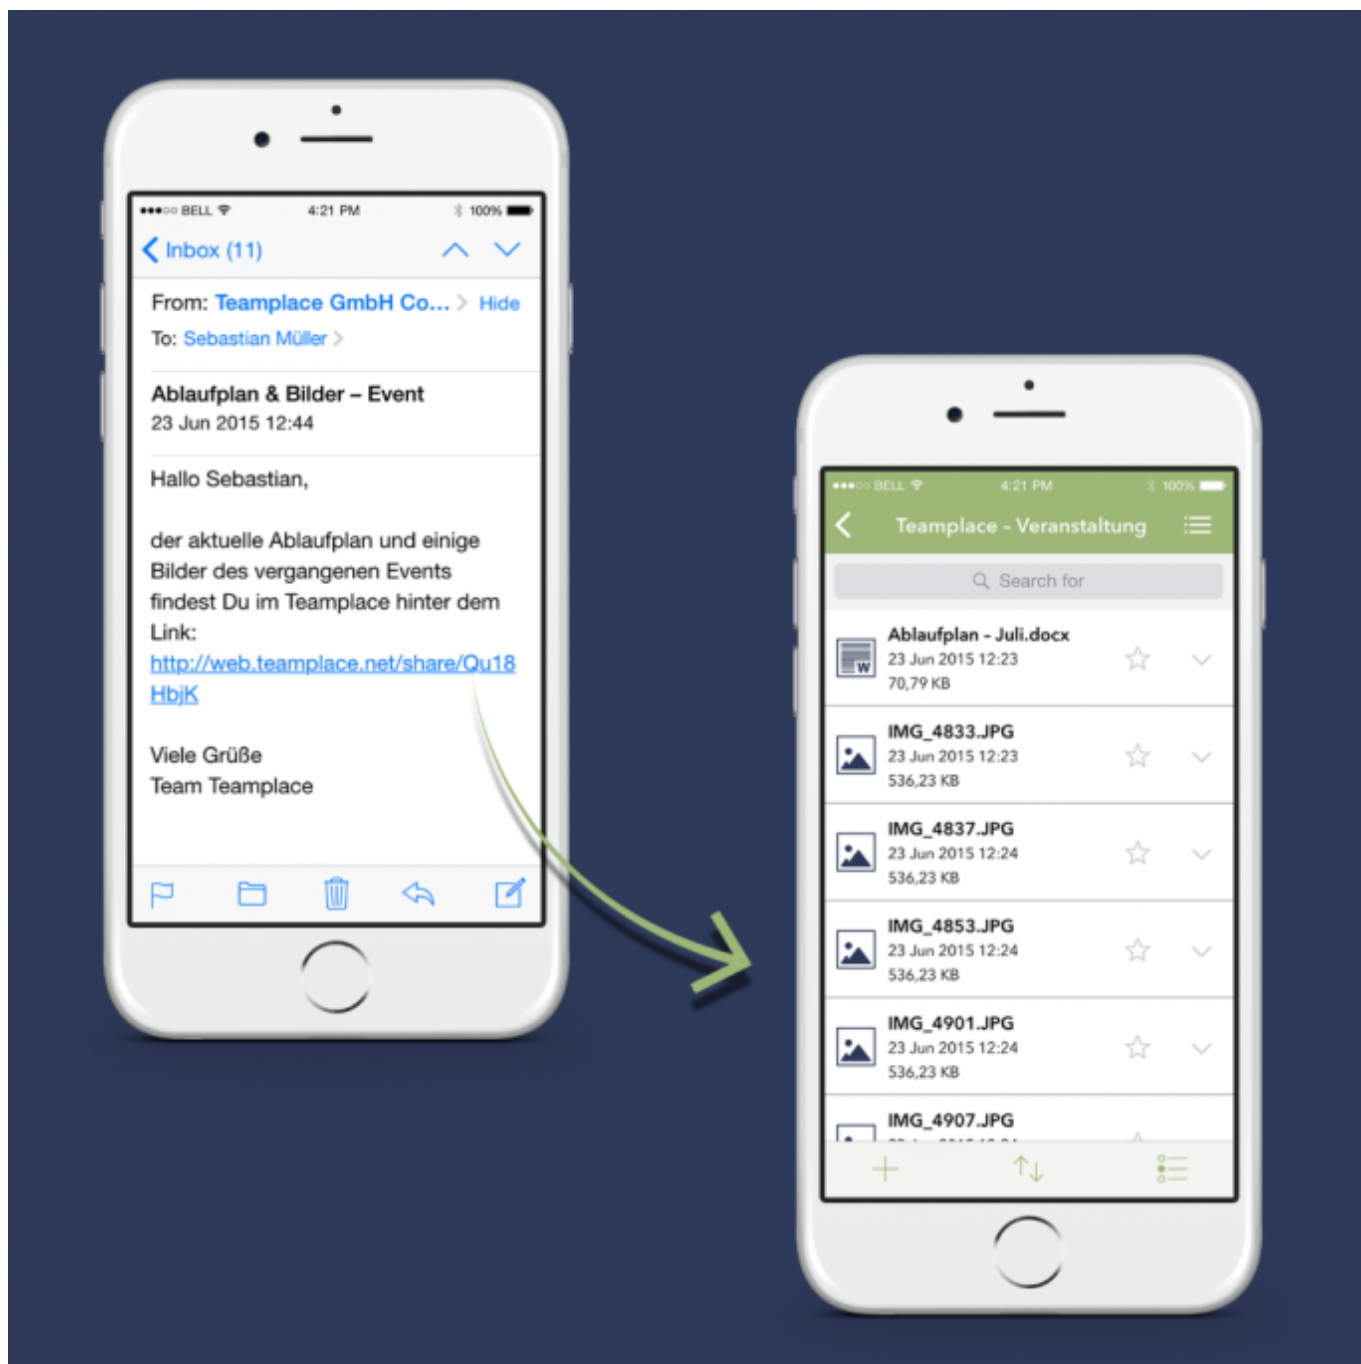 BELL 4:21 PM 100%
Inbox (11)
From: Teamplace GmbH Co... Hide
To: Sebastian Müller
Ablaufplan & Bilder – Event
23 Jun 2015 12:44
Hallo Sebastian,
der aktuelle Ablaufplan und einige
Bilder des vergangenen Events
findest Du im Teamplace hinter dem
Link:
http://web.teamplace.net/share/Qu18
HbjK
Viele Grüße
Team Teamplace
BELL 4:21 PM 100%
Teamplace - Veranstaltung
Search for
Ablaufplan - Juli.docx
23 Jun 2015 12:23
70,79 KB
W
IMG_4833.JPG
23 Jun 2015 12:23
536,23 KB
IMG_4837.JPG
23 Jun 2015 12:24
536,23 KB
IMG_4853.JPG
23 Jun 2015 12:24
536,23 KB
IMG_4901.JPG
23 Jun 2015 12:24
536,23 KB
IMG_4907.JPG